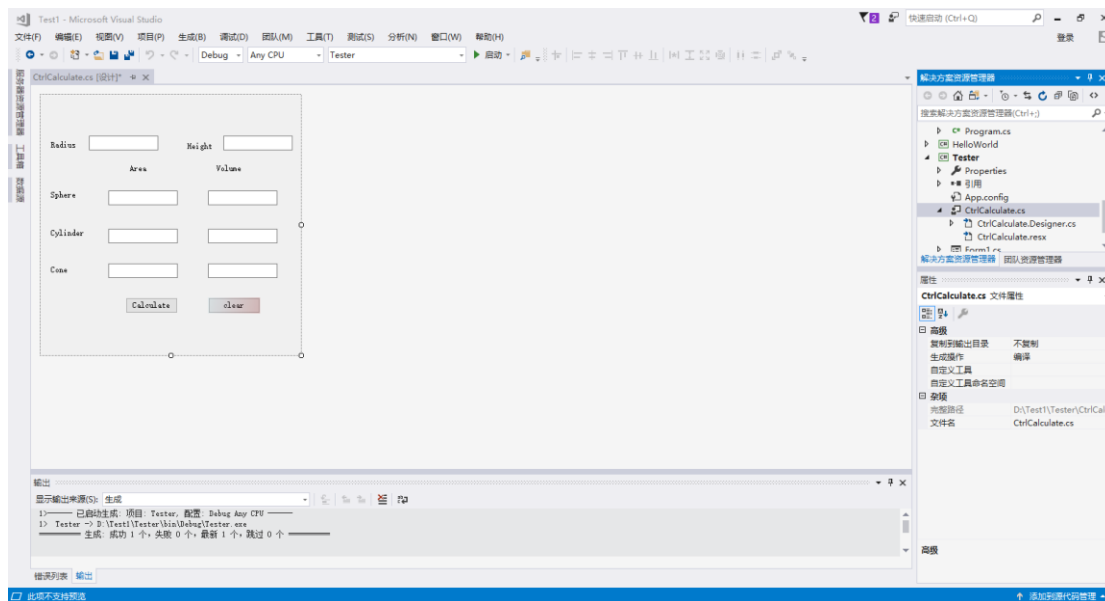 Test1 - Microsoft Visual Studio
2
快速启动 (Ctrl+Q)
文件(F) 编辑(E) 视图(V) 项目(P) 生成(B) 调试(D) 团队(M) 工具(T) 测试(S) 分析(N) 窗口(W) 帮助(H)
登录
Debug
Any CPU
Tester
启动
CtrlCalculate.cs [设计]*
工具箱
数据源
Radius
Height
Area
Volume
Sphere
Cylinder
Cone
Calculate
clear
解决方案资源管理器
搜索解决方案资源管理器(Ctrl+;)
C# Program.cs
C# HelloWorld
C# Tester
Properties
引用
App.config
CtrlCalculate.cs
CtrlCalculate.Designer.cs
CtrlCalculate.resx
Form1.cs
解决方案资源管理器 团队资源管理器
属性
CtrlCalculate.cs 文件属性
高级
复制到输出目录 不复制
生成操作 编译
自定义工具
自定义工具命名空间
杂项
完整路径 D:\Test1\Tester\CtrlCal
文件名 CtrlCalculate.cs
高级
输出
显示输出来源(S): 生成
1>------ 已启动生成: 项目: Tester, 配置: Debug Any CPU ------
1> Tester -> D:\Test1\Tester\bin\Debug\Tester.exe
========== 生成: 成功 1 个，失败 0 个，最新 1 个，跳过 0 个 ==========
错误列表 输出
此项不支持预览
添加到源代码管理